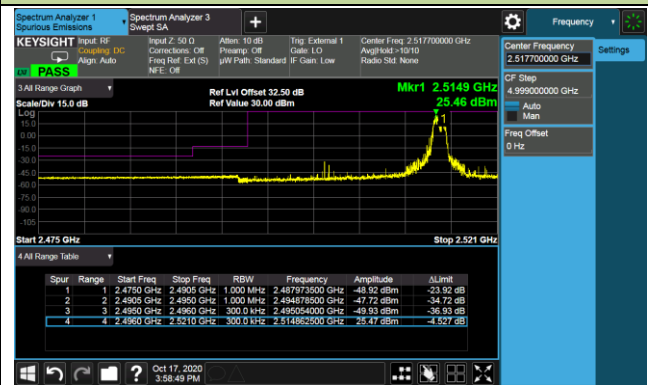 Spectrum Analyzer 1
Spurious Emissions
Spectrum Analyzer 3
Swept SA
Frequency
KEYSIGHT
Input: RF
Coupling: DC
Align: Auto
Input Z: 50 Ω
Corrections: Off
Freq Ref: Ext (S)
NFE: Off
Atten: 10 dB
Preamp: Off
µW Path: Standard
Trig: External 1
Gate: LO
IF Gain: Low
Center Freq: 2.517700000 GHz
Avg|Hold:>10/10
Radio Std: None
PASS
Center Frequency
2.517700000 GHz
Settings
CF Step
4.999000000 GHz
Auto
Man
Freq Offset
0 Hz
3 All Range Graph
Scale/Div 15.0 dB
Ref Lvl Offset 32.50 dB
Ref Value 30.00 dBm
Mkr1 2.5149 GHz
25.46 dBm
Log
15.0
0.00
-15.0
-30.0
-45.0
-60.0
-75.0
-90.0
-105
1
Start 2.475 GHz
Stop 2.521 GHz
4 All Range Table
Spur Range Start Freq Stop Freq RBW Frequency Amplitude ΔLimit
1 1 2.4750 GHz 2.4905 GHz 1.000 MHz 2.487973500 GHz -48.92 dBm -23.92 dB
2 2 2.4905 GHz 2.4950 GHz 1.000 MHz 2.494878500 GHz -47.72 dBm -34.72 dB
3 3 2.4950 GHz 2.4960 GHz 300.0 kHz 2.495054000 GHz -49.93 dBm -36.93 dB
4 4 2.4960 GHz 2.5210 GHz 300.0 kHz 2.514862500 GHz 25.47 dBm -4.527 dB
Oct 17, 2020
3:58:49 PM